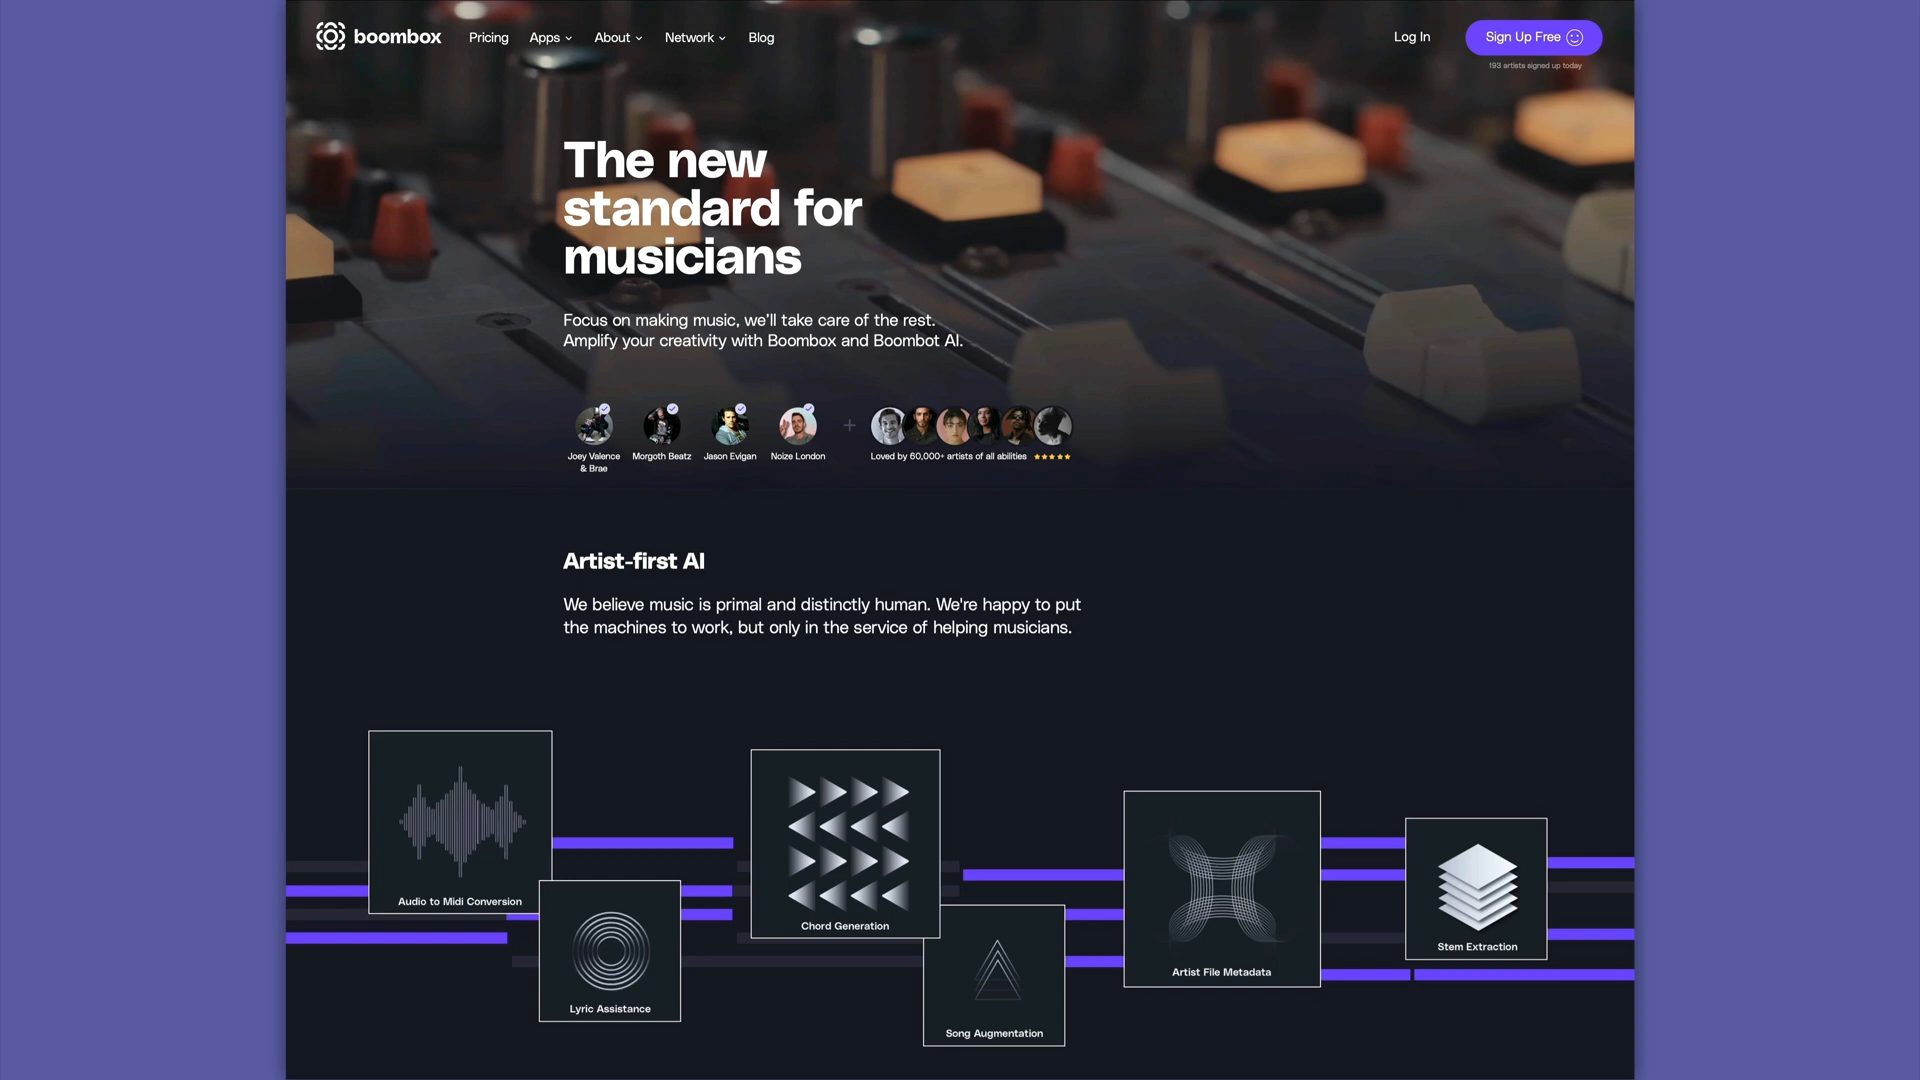 boombox
Pricing
Apps
About
Network
Blog
Log In
Sign Up Free
193 artists signed up today
The new
standard for
musicians
Focus on making music, we’ll take care of the rest.
Amplify your creativity with Boombox and Boombot AI.
Joey Valence
& Brae
Morgoth Beatz
Jason Evigan
Noize London
+
Loved by 60,000+ artists of all abilities
Artist-first AI
We believe music is primal and distinctly human. We're happy to put
the machines to work, but only in the service of helping musicians.
Audio to Midi Conversion
Lyric Assistance
Chord Generation
Song Augmentation
Artist File Metadata
Stem Extraction